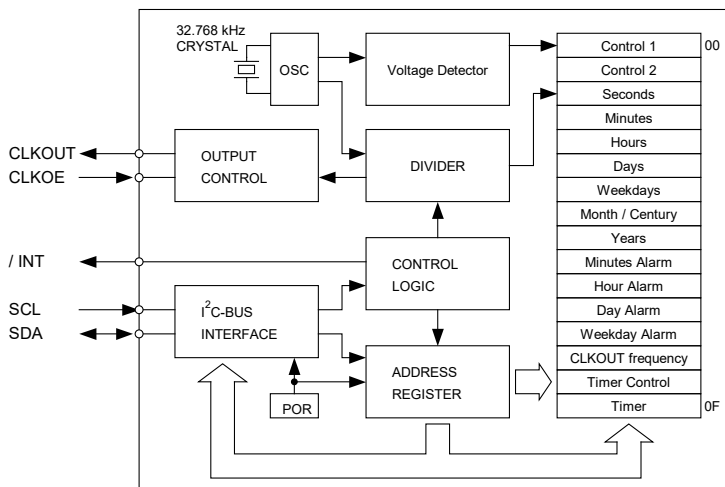 32.768 kHz
CRYSTAL
OSC
Voltage Detector
Control 1
00
Control 2
Seconds
Minutes
Hours
Days
Weekdays
Month / Century
Years
Minutes Alarm
Hour Alarm
Day Alarm
Weekday Alarm
CLKOUT frequency
Timer Control
Timer
0F
CLKOUT
CLKOE
OUTPUT
CONTROL
DIVIDER
/ INT
CONTROL
LOGIC
SCL
SDA
I²C-BUS
INTERFACE
ADDRESS
REGISTER
POR